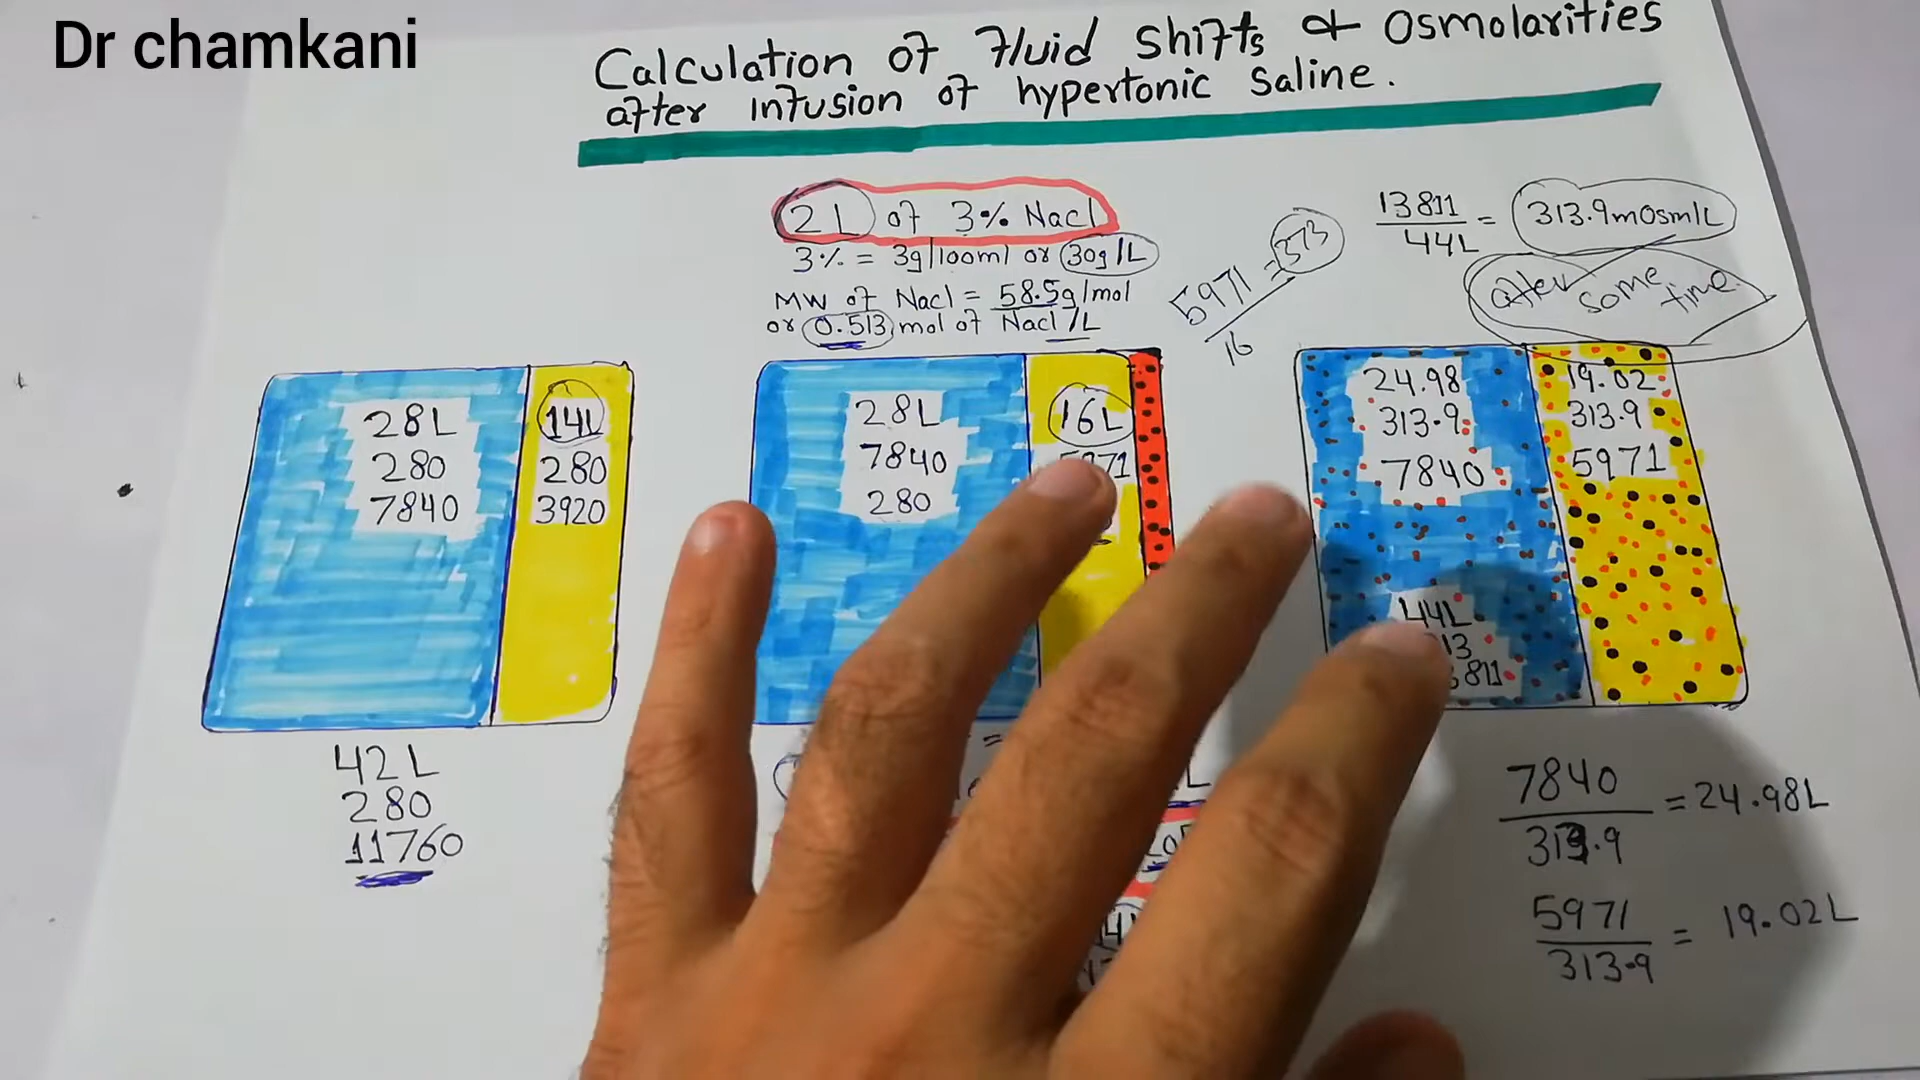 Dr chamkani
Calculation of Fluid Shifts & Osmolarities
after infusion of hypertonic Saline.
2 L of 3% Nacl
3% = 3g/100ml or 30g/L
MW of Nacl = 58.5g/mol
or 0.513 mol of Nacl/L
5971
16
= 373
13811
44L
= 313.9mOsm/L
after some time
28L
280
7840
14L
280
3920
42L
280
11760
28L
7840
280
16L
24.98
313.9
7840
19.02
313.9
5971
44L
7840
313.9
= 24.98L
5971
313.9
= 19.02L